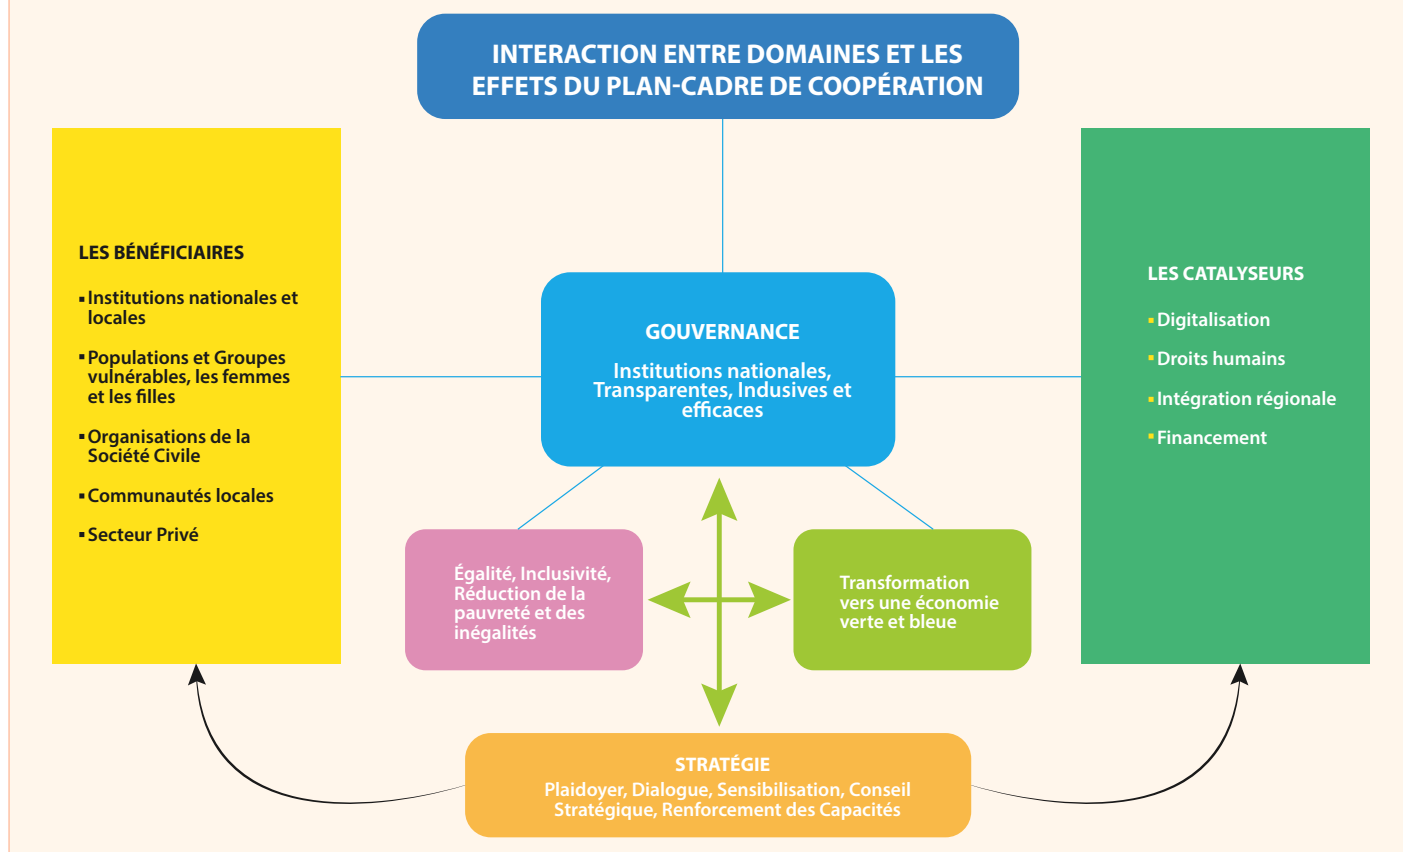 INTERACTION ENTRE DOMAINES ET LES
EFFETS DU PLAN-CADRE DE COOPÉRATION
LES BÉNÉFICIAIRES
▪ Institutions nationales et
locales
▪ Populations et Groupes
vulnérables, les femmes
et les filles
▪ Organisations de la
Société Civile
▪ Communautés locales
▪ Secteur Privé
GOUVERNANCE
Institutions nationales,
Transparentes, Indusives et
efficaces
LES CATALYSEURS
▪ Digitalisation
▪ Droits humains
▪ Intégration régionale
▪ Financement
Égalité, Inclusivité,
Réduction de la
pauvreté et des
inégalités
Transformation
vers une économie
verte et bleue
STRATÉGIE
Plaidoyer, Dialogue, Sensibilisation, Conseil
Stratégique, Renforcement des Capacités